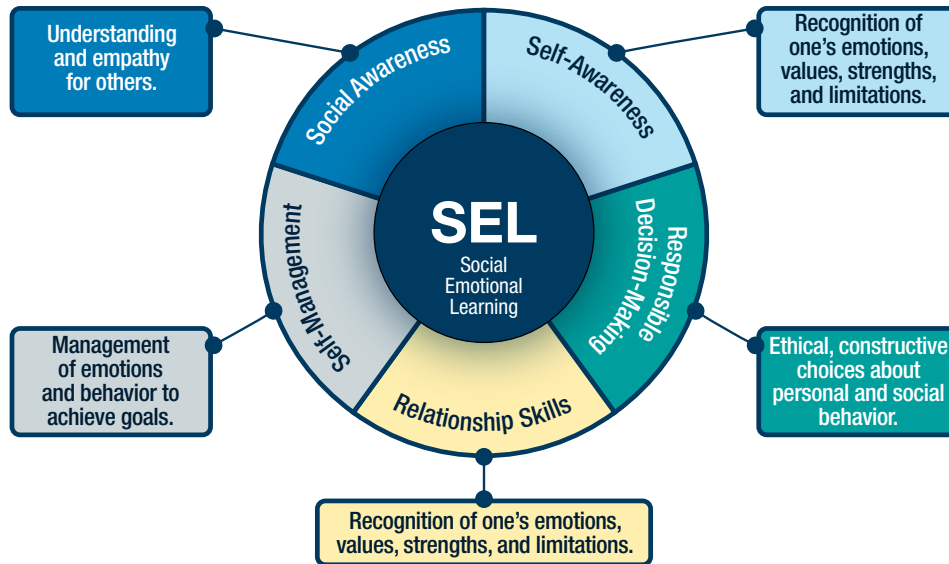 Understanding
and empathy
for others.
Social Awareness
Self-Awareness
Recognition of
one’s emotions,
values, strengths,
and limitations.
SEL
Social
Emotional
Learning
Self-Management
Responsible
Decision-Making
Management
of emotions
and behavior to
achieve goals.
Relationship Skills
Ethical, constructive
choices about
personal and social
behavior.
Recognition of one’s emotions,
values, strengths, and limitations.